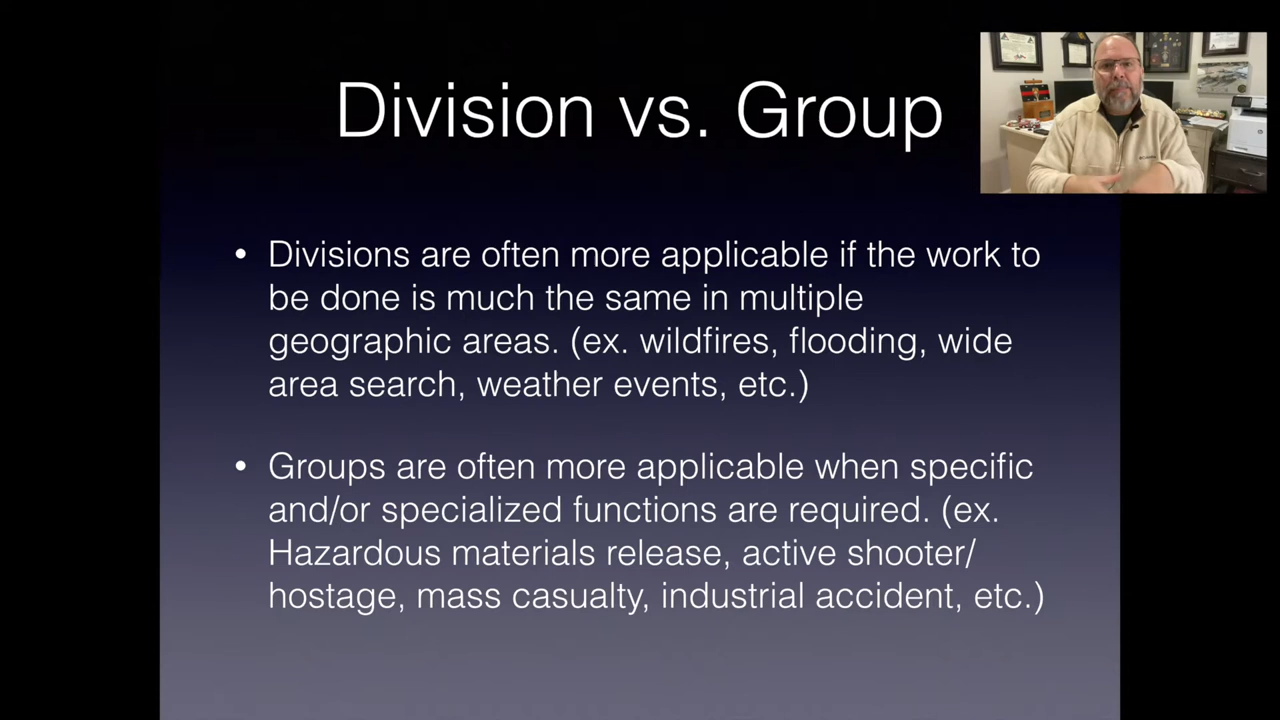 Division vs. Group
• Divisions are often more applicable if the work to
be done is much the same in multiple
geographic areas. (ex. wildfires, flooding, wide
area search, weather events, etc.)
• Groups are often more applicable when specific
and/or specialized functions are required. (ex.
Hazardous materials release, active shooter/
hostage, mass casualty, industrial accident, etc.)